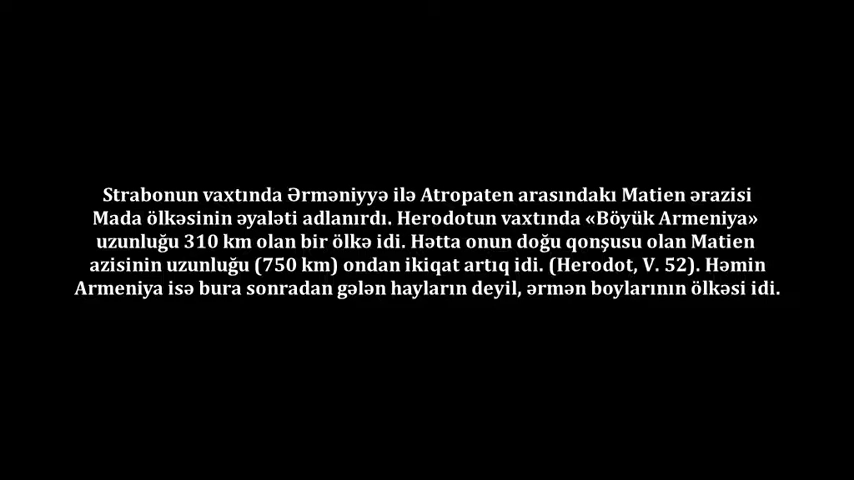 Strabonun vaxtında Ərməniyyə ilə Atropaten arasındakı Matien ərazisi
Mada ölkəsinin əyaləti adlanırdı. Herodotun vaxtında «Böyük Armeniya»
uzunluğu 310 km olan bir ölkə idi. Hətta onun doğu qonşusu olan Matien
azisinin uzunluğu (750 km) ondan ikiqat artıq idi. (Herodot, V. 52). Həmin
Armeniya isə bura sonradan gələn hayların deyil, ərmən boylarının ölkəsi idi.